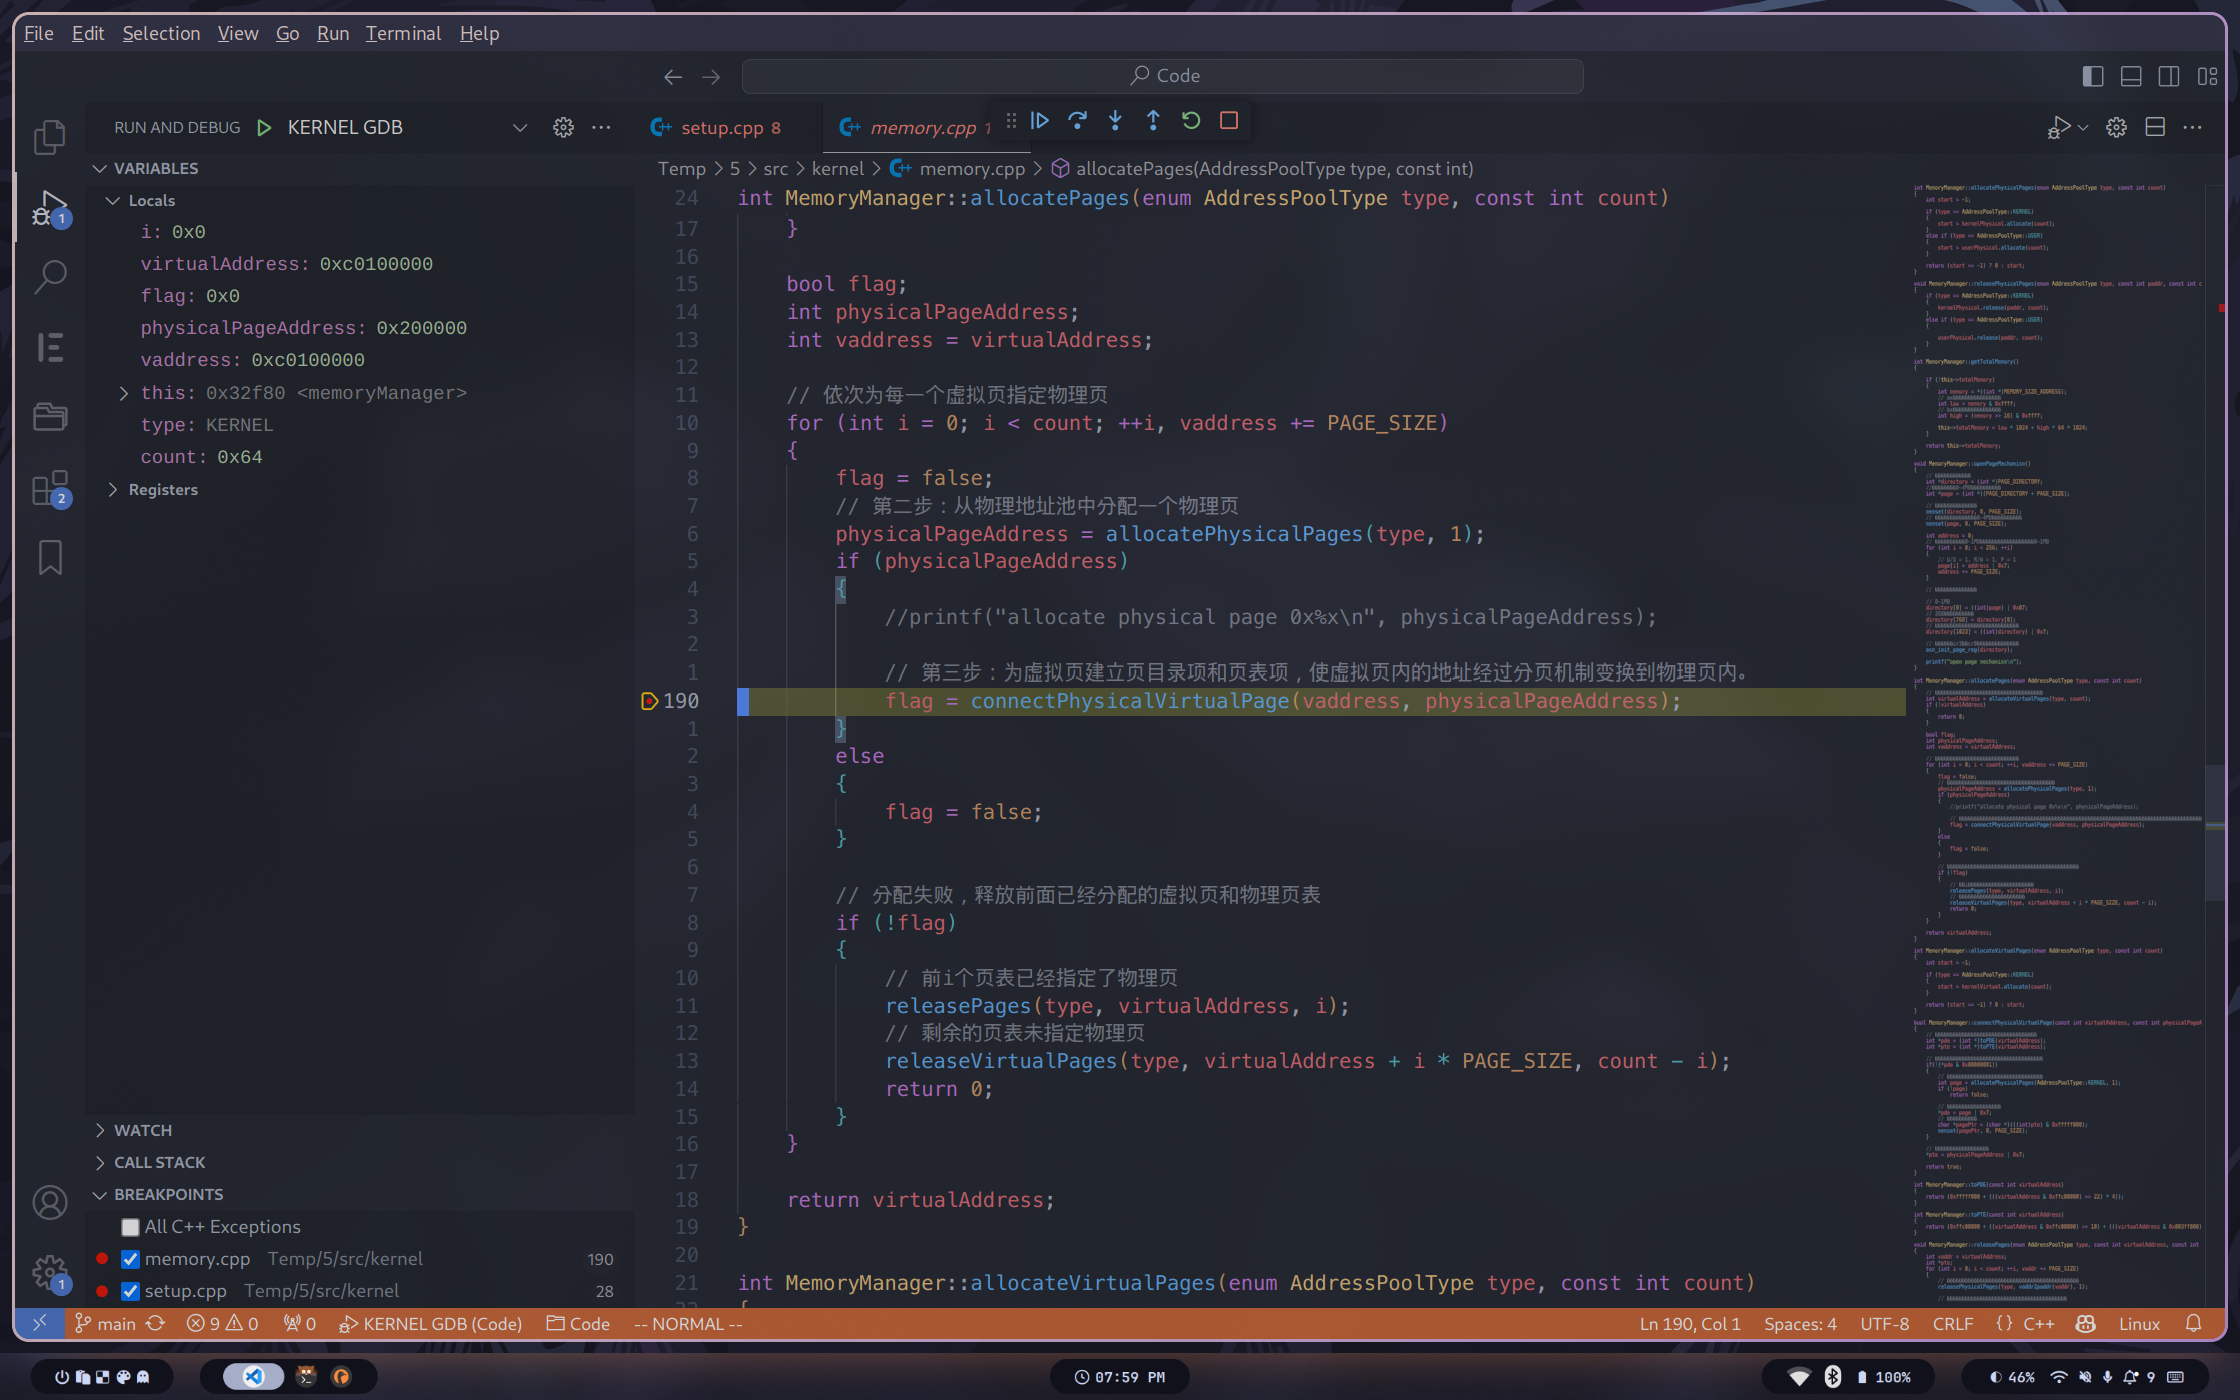 File Edit Selection View Go Run Terminal Help
Code
RUN AND DEBUG KERNEL GDB
setup.cpp 8
memory.cpp 1
VARIABLES
Locals
i: 0x0
virtualAddress: 0xc0100000
flag: 0x0
physicalPageAddress: 0x200000
vaddress: 0xc0100000
this: 0x32f80 <memoryManager>
type: KERNEL
count: 0x64
Registers
WATCH
CALL STACK
BREAKPOINTS
All C++ Exceptions
memory.cpp Temp/5/src/kernel 190
setup.cpp Temp/5/src/kernel 28
1
2
1
Temp > 5 > src > kernel > memory.cpp > allocatePages(AddressPoolType type, const int)
24 int MemoryManager::allocatePages(enum AddressPoolType type, const int count)
17 }
16
15 bool flag;
14 int physicalPageAddress;
13 int vaddress = virtualAddress;
12
11 // 依次为每一个虚拟页指定物理页
10 for (int i = 0; i < count; ++i, vaddress += PAGE_SIZE)
9 {
8 flag = false;
7 // 第二步：从物理地址池中分配一个物理页
6 physicalPageAddress = allocatePhysicalPages(type, 1);
5 if (physicalPageAddress)
4 {
3 //printf("allocate physical page 0x%x\n", physicalPageAddress);
2
1 // 第三步：为虚拟页建立页目录项和页表项，使虚拟页内的地址经过分页机制变换到物理页内。
190 flag = connectPhysicalVirtualPage(vaddress, physicalPageAddress);
1 }
2 else
3 {
4 flag = false;
5 }
6
7 // 分配失败，释放前面已经分配的虚拟页和物理页表
8 if (!flag)
9 {
10 // 前i个页表已经指定了物理页
11 releasePages(type, virtualAddress, i);
12 // 剩余的页表未指定物理页
13 releaseVirtualPages(type, virtualAddress + i * PAGE_SIZE, count - i);
14 return 0;
15 }
16 }
17
18 return virtualAddress;
19 }
20
21 int MemoryManager::allocateVirtualPages(enum AddressPoolType type, const int count)
22 {
main 9 0 0 KERNEL GDB (Code) Code -- NORMAL -- Ln 190, Col 1 Spaces: 4 UTF-8 CRLF {} C++ Linux
07:59 PM 100% 46% 9